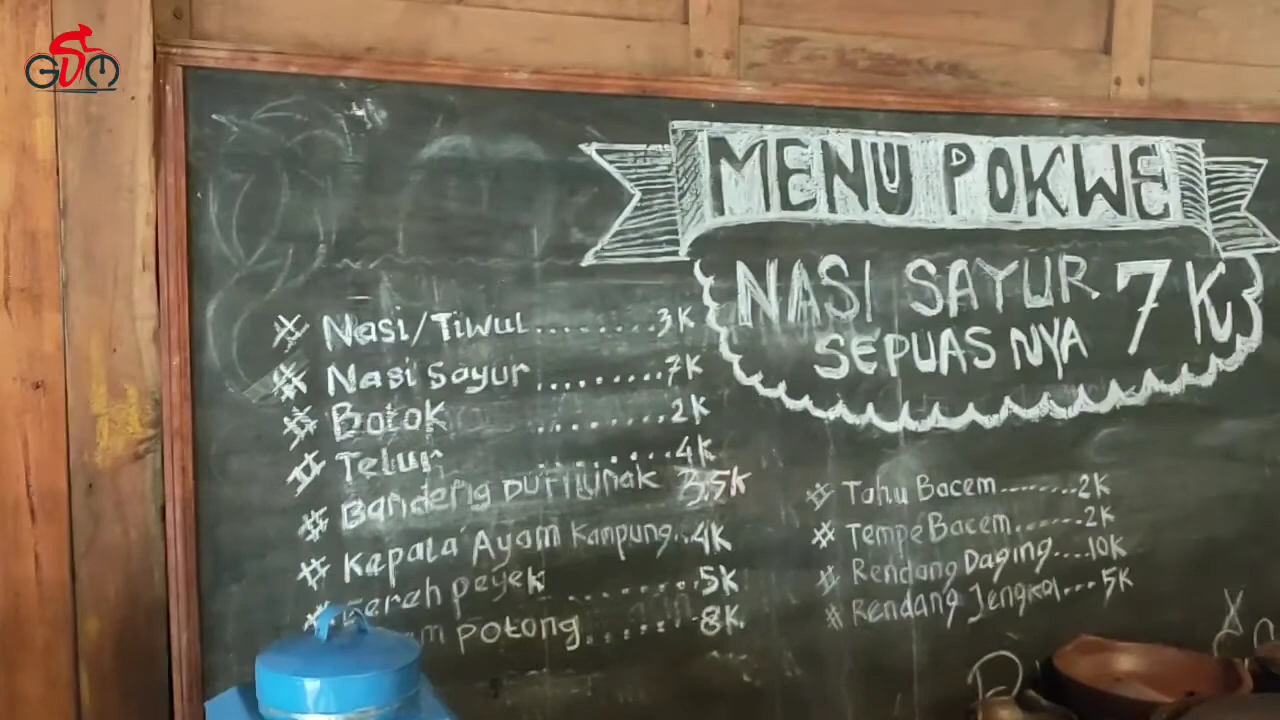 GDM
MENU POKWE
NASI SAYUR 7K
SEPUASNYA
# Nasi/Tiwul.........3K
# Nasi Sayur.........7K
# Botok ........2K
# Telur ......4K
# Bandeng Duri Lunak 3.5K
# Kepala Ayam Kampung..4K
# peyek ........5K
potong........8K
# Tahu Bacem........2K
# Tempe Bacem......2K
# Rendang Daging....10K
# Rendang Jengkol...5K